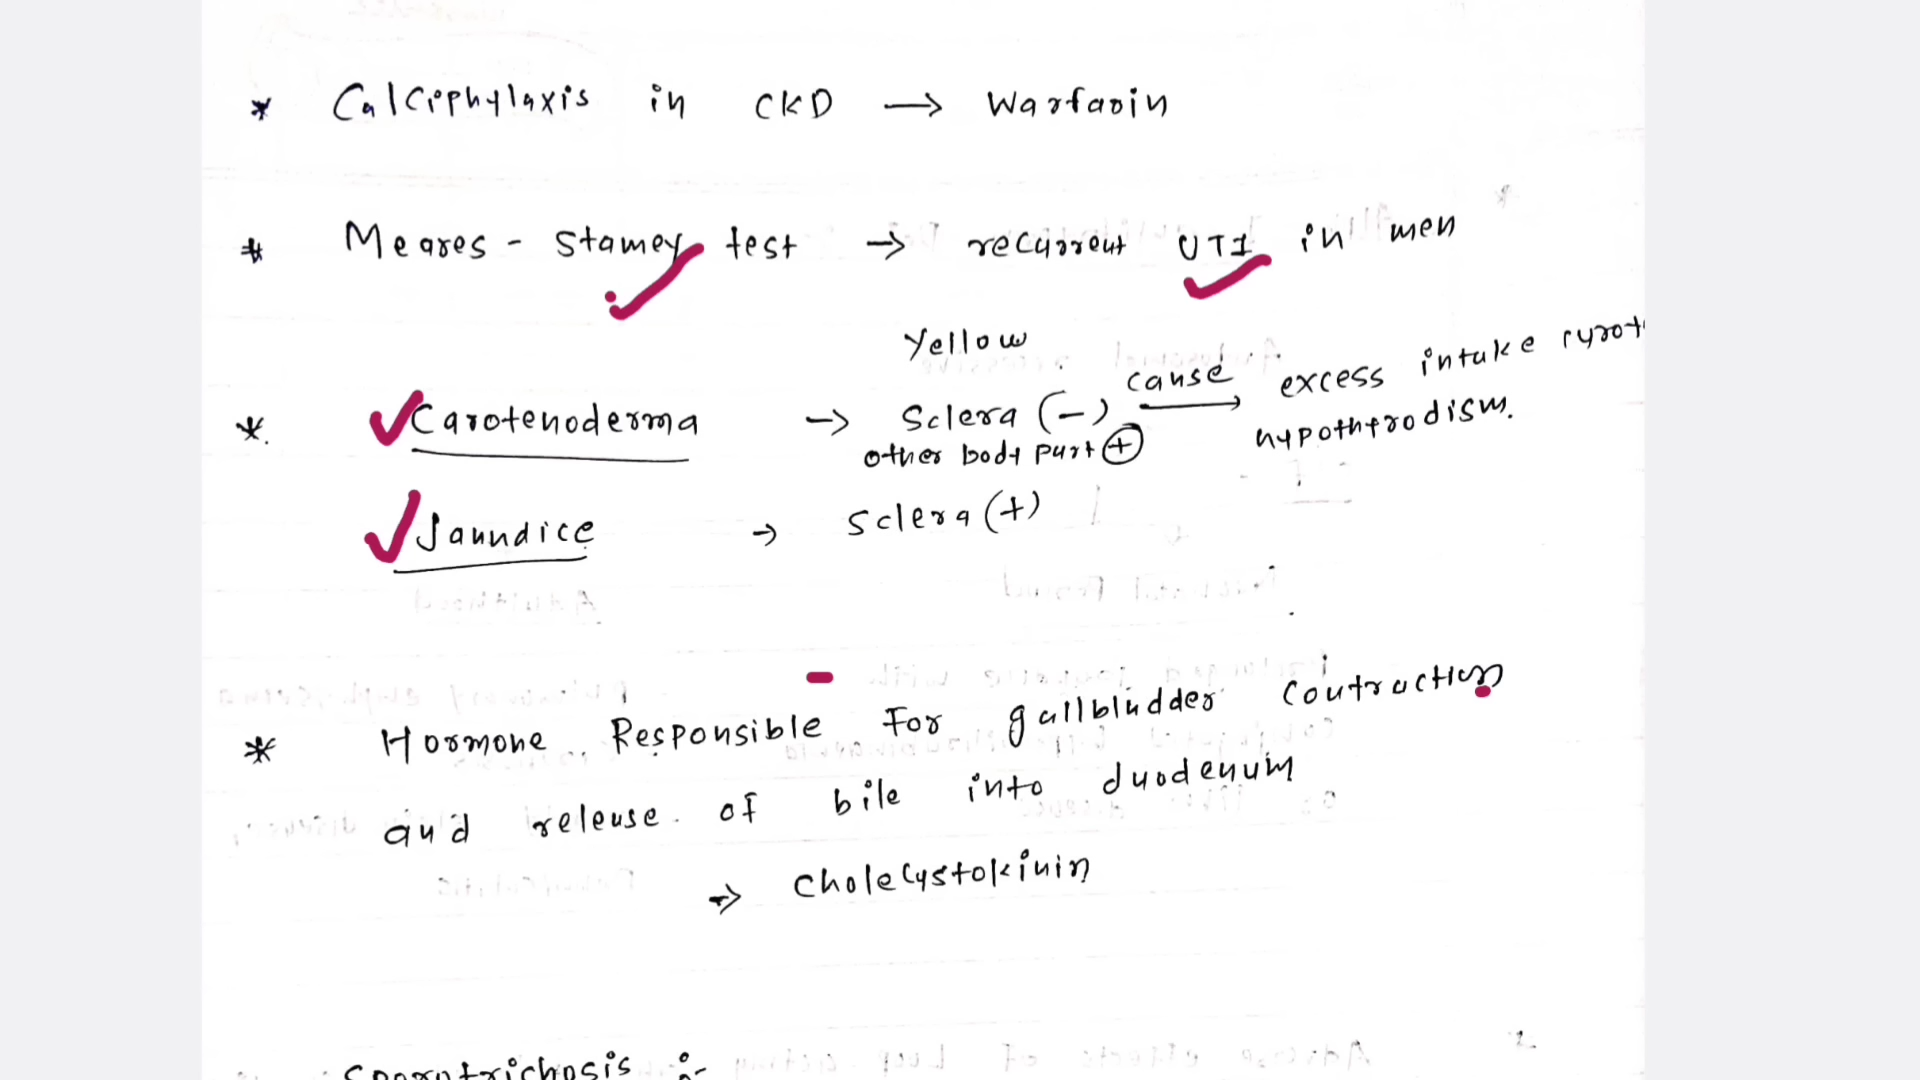 * Calciphylaxis in CKD → Warfarin
* Meares - Stamey test → recurrent UTI in men
Yellow
*. Carotenoderma → Sclera (-) cause → excess intake
other body part (+) hypothyrodism.
Jaundice → Sclera (+)
* Hormone Responsible for gallbladder contraction
and release of bile into duodenum
→ Cholecystokinin
Sporotrichosis :-